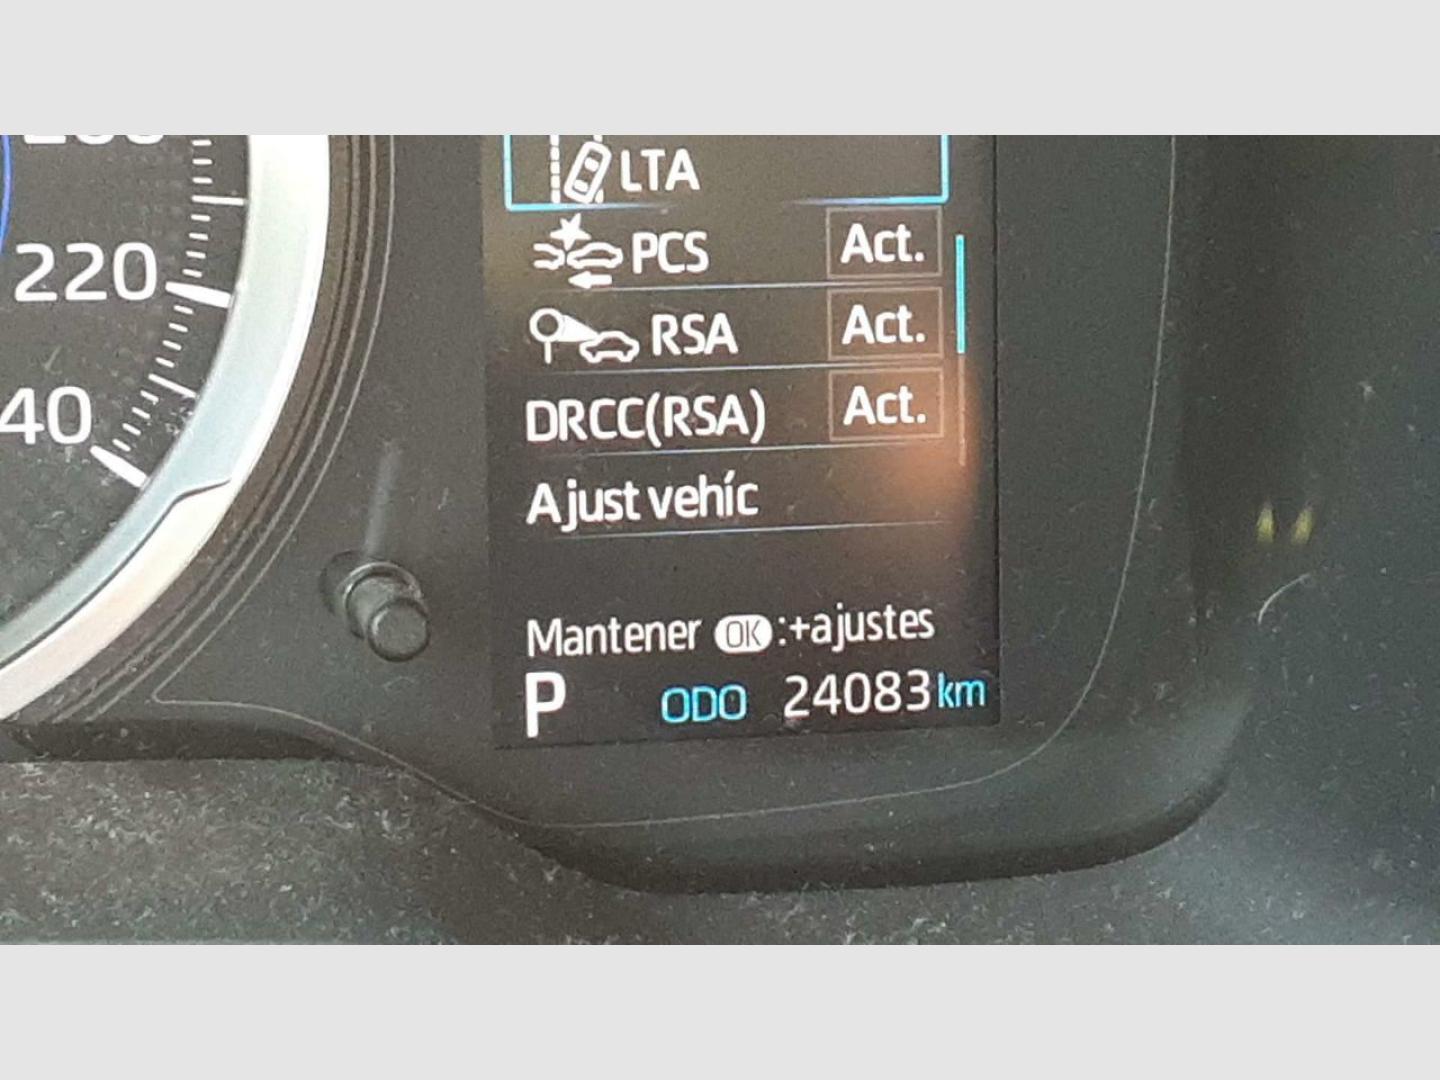 220
40
LTA
PCS Act.
RSA Act.
DRCC(RSA) Act.
Ajust vehíc
Mantener OK:+ajustes
P ODO 24083 km